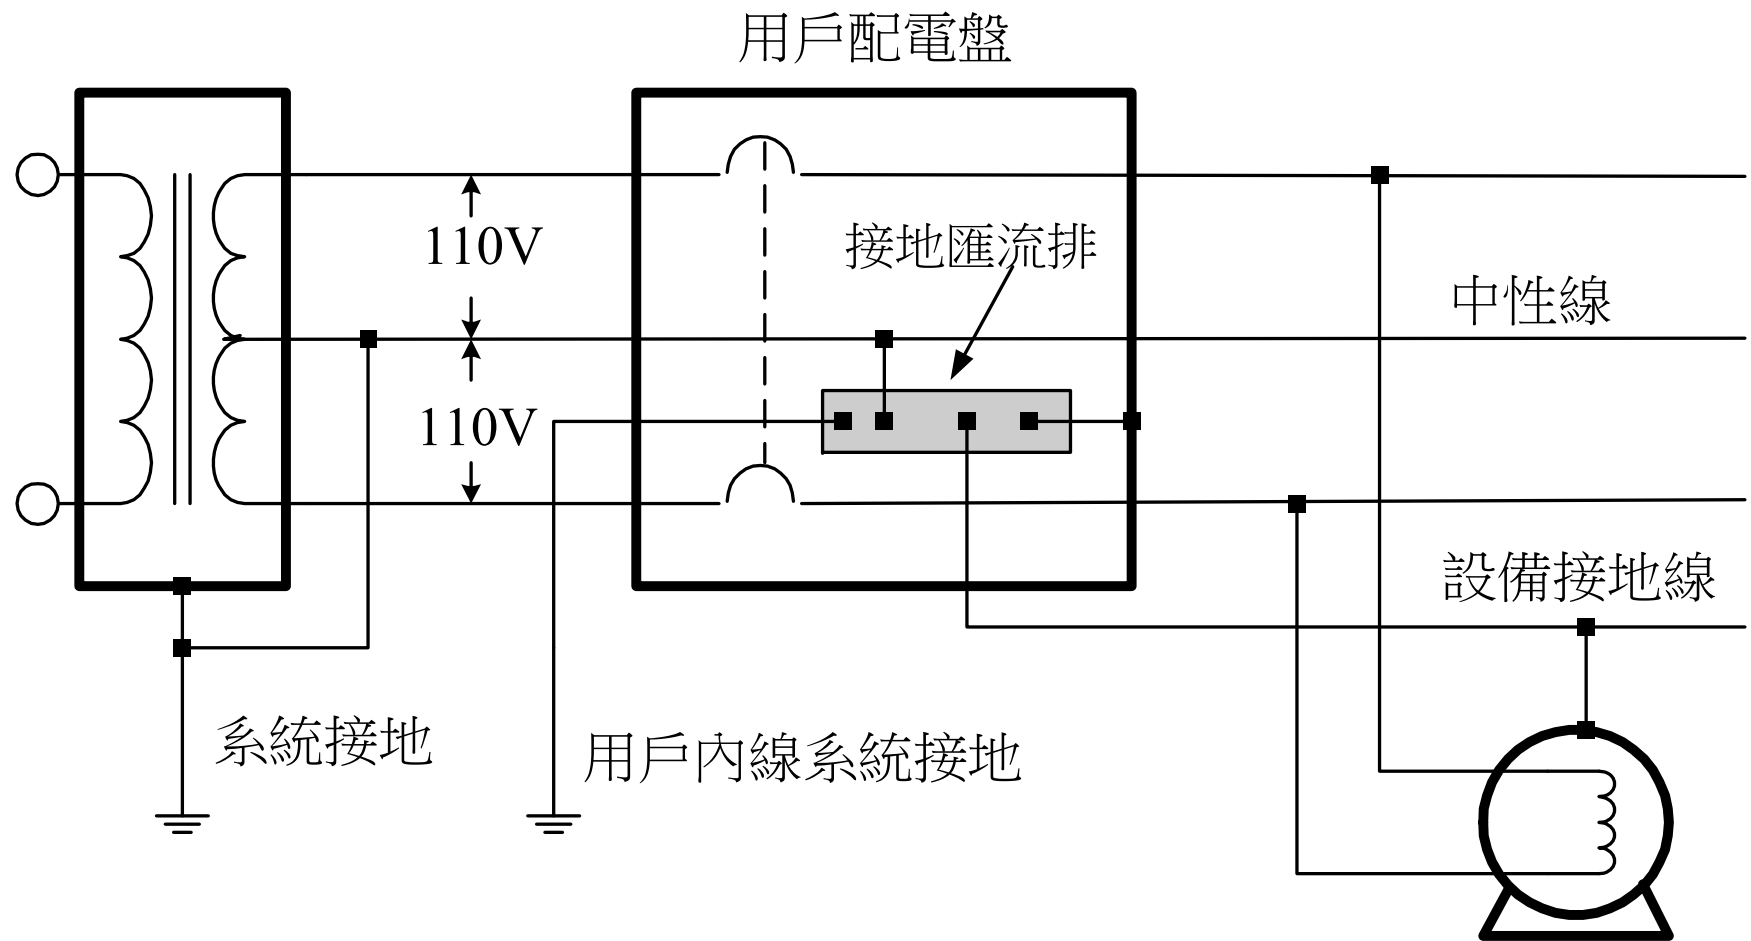 用戶配電盤
110V
接地匯流排
中性線
110V
設備接地線
系統接地
用戶內線系統接地